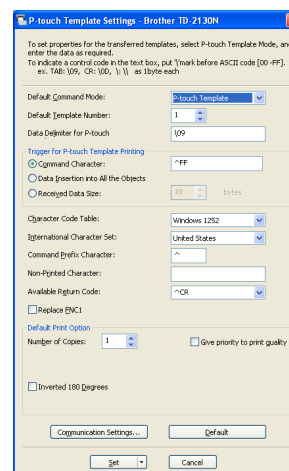 P-touch Template Settings - Brother TD-2130N
To set properties for the transferred templates, select P-touch Template Mode, and
enter the data as required.
To indicate a control code in the text box, put '\'mark before ASCII code [00 -FF].
ex. TAB: \09, CR: \0D, \: \\ as 1byte each
Default Command Mode: P-touch Template
Default Template Number: 1
Data Delimiter for P-touch \09
Trigger for P-touch Template Printing
Command Character: ^FF
Data Insertion into All the Objects
Received Data Size: 10 bytes
Character Code Table: Windows 1252
International Character Set: United States
Command Prefix Character: ^
Non-Printed Character:
Available Return Code: ^CR
Replace FNC1
Default Print Option
Number of Copies: 1 Give priority to print quality
Inverted 180 Degrees
Communication Settings... Default
Set Cancel